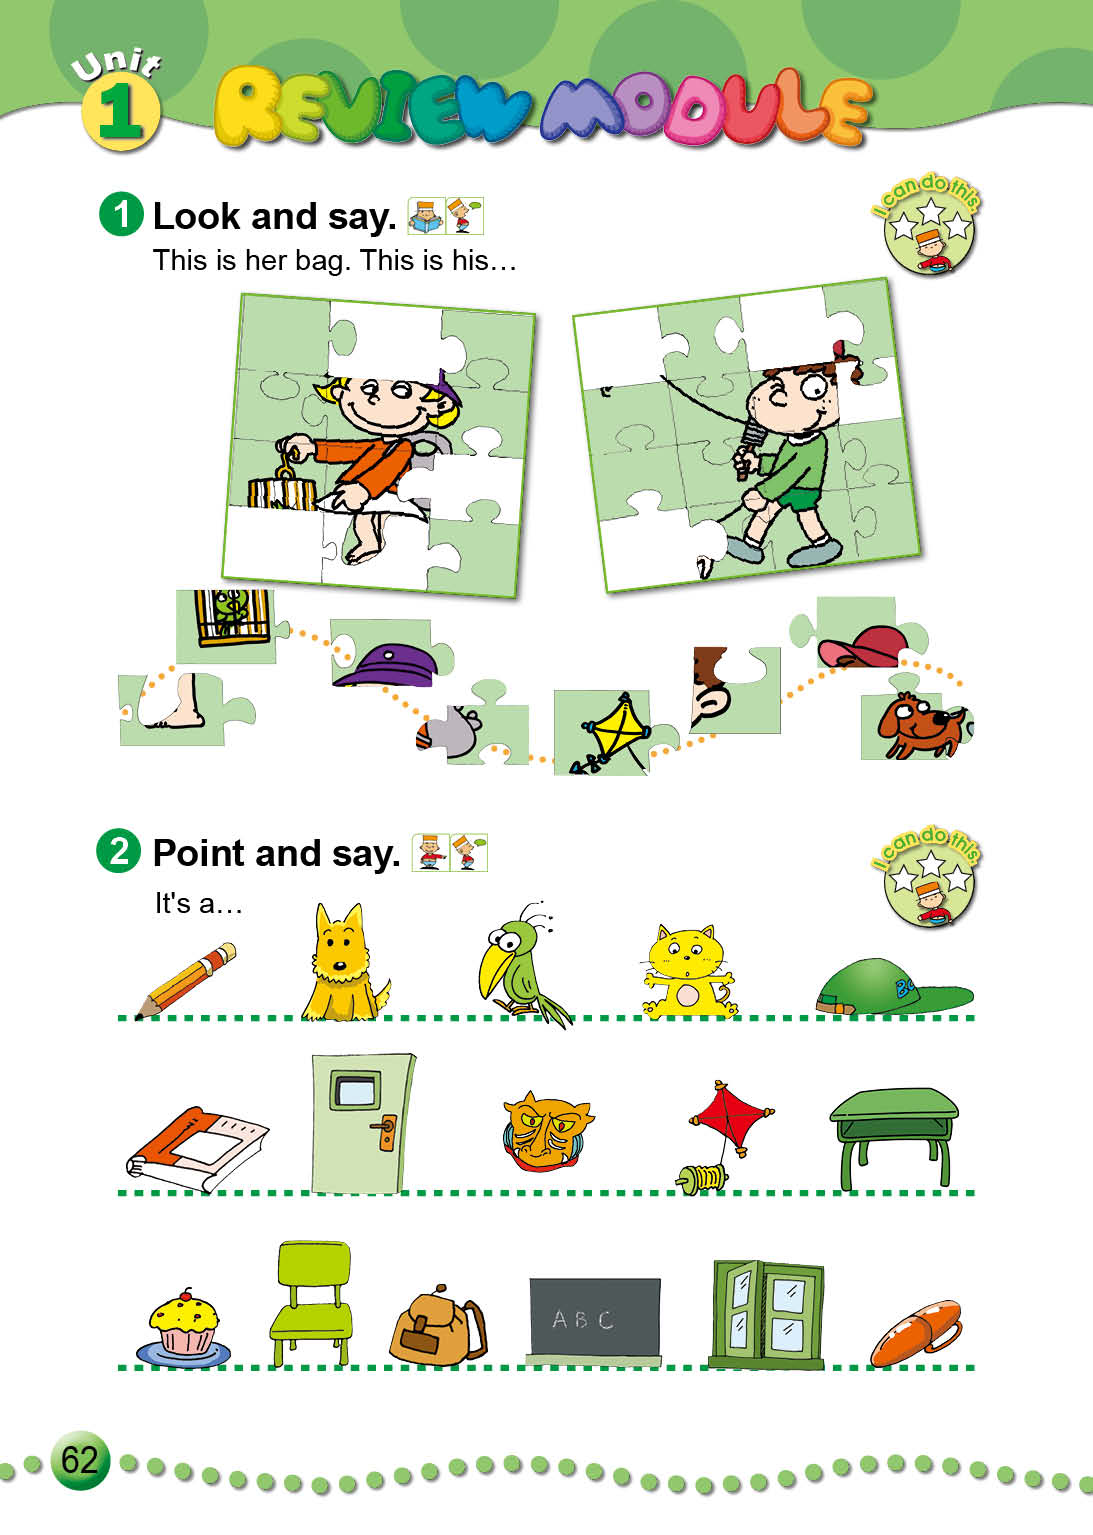 Unit
1
REVIEW MODULE
1 Look and say.
I can do this.
This is her bag. This is his…
2 Point and say.
I can do this.
It's a…
Be
A B C
62